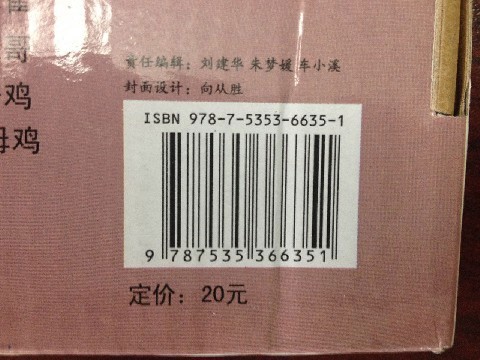 哥
鸡
母鸡
责任编辑：刘建华 朱梦媛 车小溪
封面设计：向从胜
ISBN 978-7-5353-6635-1
9 787535 366351
定价：20元